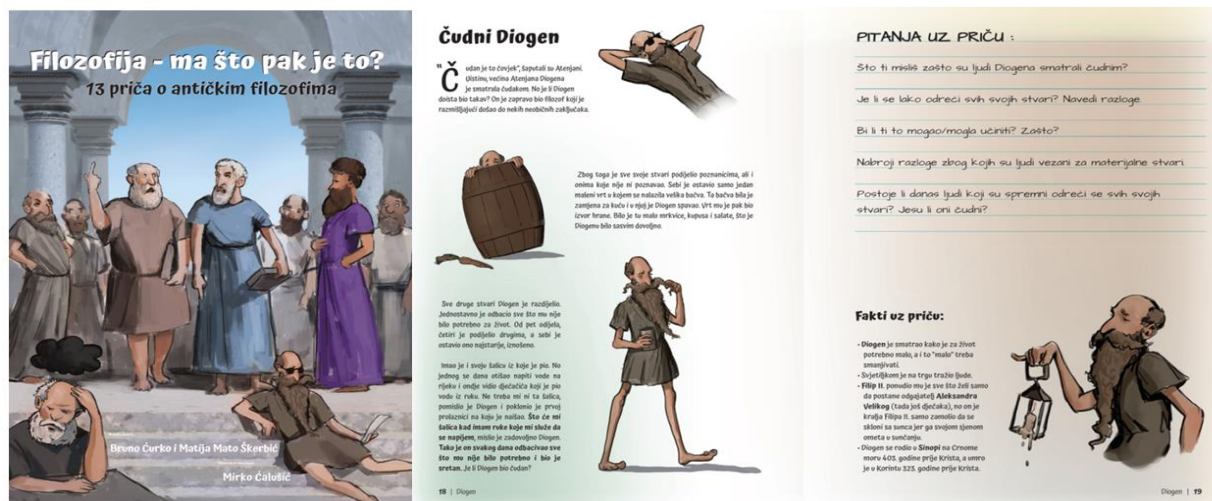 Filozofija - ma što pak je to?
13 priča o antičkim filozofima
Bruno Ćurko i Matija Mato Škerbić
Mirko Ćalušić
Čudni Diogen
"Čudan je to čovjek", šaputali su Atenjani.
Uistinu, većina Atenjana Diogena
je smatrala čudakom. No je li Diogen
doista bio takav? On je zapravo bio filozof koji je
razmišljajući došao do nekih neobičnih zaključaka.
Zbog toga je sve svoje stvari podijelio poznanicima, ali i
onima koje nije ni poznavao. Sebi je ostavio samo jedan
maleni vrt u kojem se nalazila velika bačva. Ta bačva bila je
zamjena za kuću i u njoj je Diogen spavao. Vrt mu je pak bio
izvor hrane. Bilo je tu malo mrkvice, kupusa i salate, što je
Diogenu bilo sasvim dovoljno.
Sve druge stvari Diogen je razdijelio.
Jednostavno je odbacio sve što mu nije
bilo potrebno za život. Od pet odijela,
četiri je podijelio drugima, a sebi je
ostavio ono najstarije, iznošeno.
Imao je i svoju šalicu iz koje je pio. No
jednog se dana otišao napiti vode na
rijeku i ondje vidio dječačića koji je pio
vodu iz ruku. Ne treba mi ni ta šalica,
pomislio je Diogen i poklonio je prvoj
prolaznici na koju je naišao. Što će mi
šalica kad imam ruke koje mi služe da
se napijem, mislio je zadovoljno Diogen.
Tako je on svakog dana odbacivao sve
što mu nije bilo potrebno i bio je
sretan. Je li Diogen bio čudan?
18 | Diogen
PITANJA UZ PRIČU :
Što ti misliš zašto su ljudi Diogena smatrali čudnim?
Je li se lako odreći svih svojih stvari? Navedi razloge.
Bi li ti to mogao/mogla učiniti? Zašto?
Nabroji razloge zbog kojih su ljudi vezani za materijalne stvari.
Postoje li danas ljudi koji su spremni odreći se svih svojih
stvari? Jesu li oni čudni?
Fakti uz priču:
- Diogen je smatrao kako je za život
potrebno malo, a i to "malo" treba
smanjivati.
- Svjetiljkom je na trgu tražio ljude.
- Filip II. ponudio mu je sve što želi samo
da postane odgajatelj Aleksandra
Velikog (tada još dječaka), no on je
kralja Filipa II. samo zamolio da se
skloni sa sunca jer ga svojom sjenom
ometa u sunčanju.
- Diogen se rodio u Sinopi na Crnome
moru 403. godine prije Krista, a umro
je u Korintu 323. godine prije Krista.
Diogen | 19